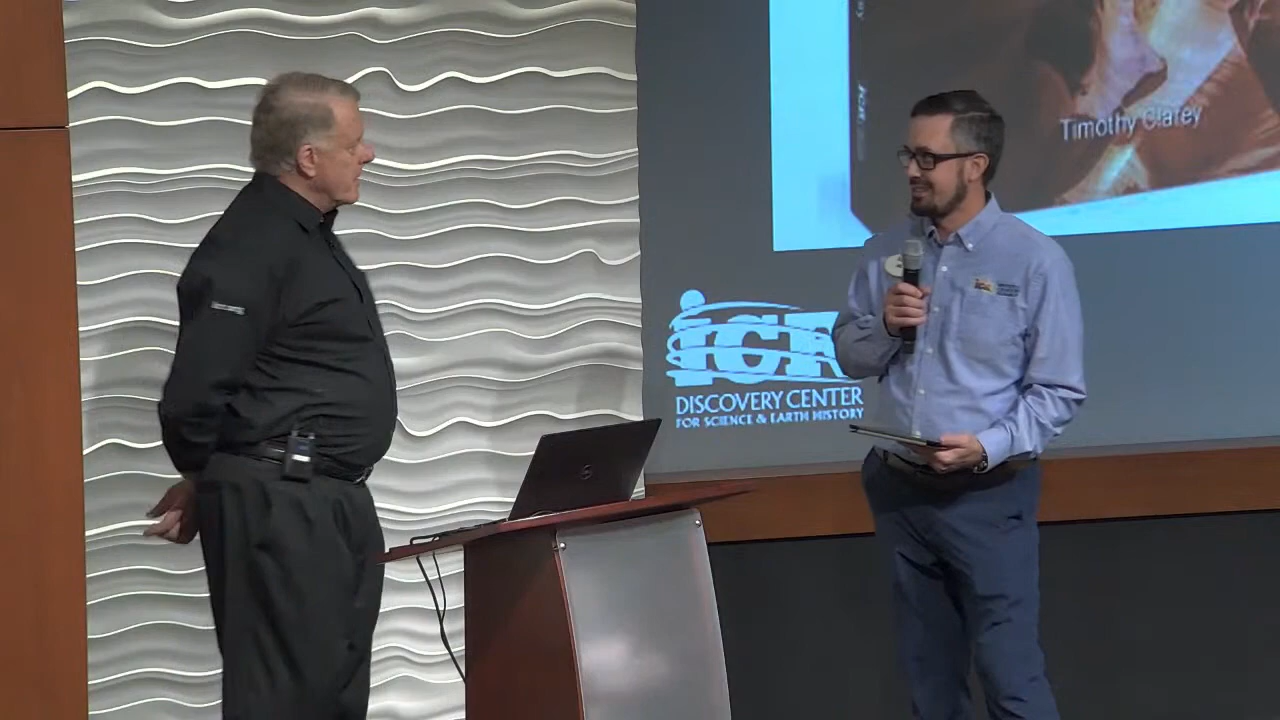 Timothy Clarey
ICR
DISCOVERY CENTER
FOR SCIENCE & EARTH HISTORY